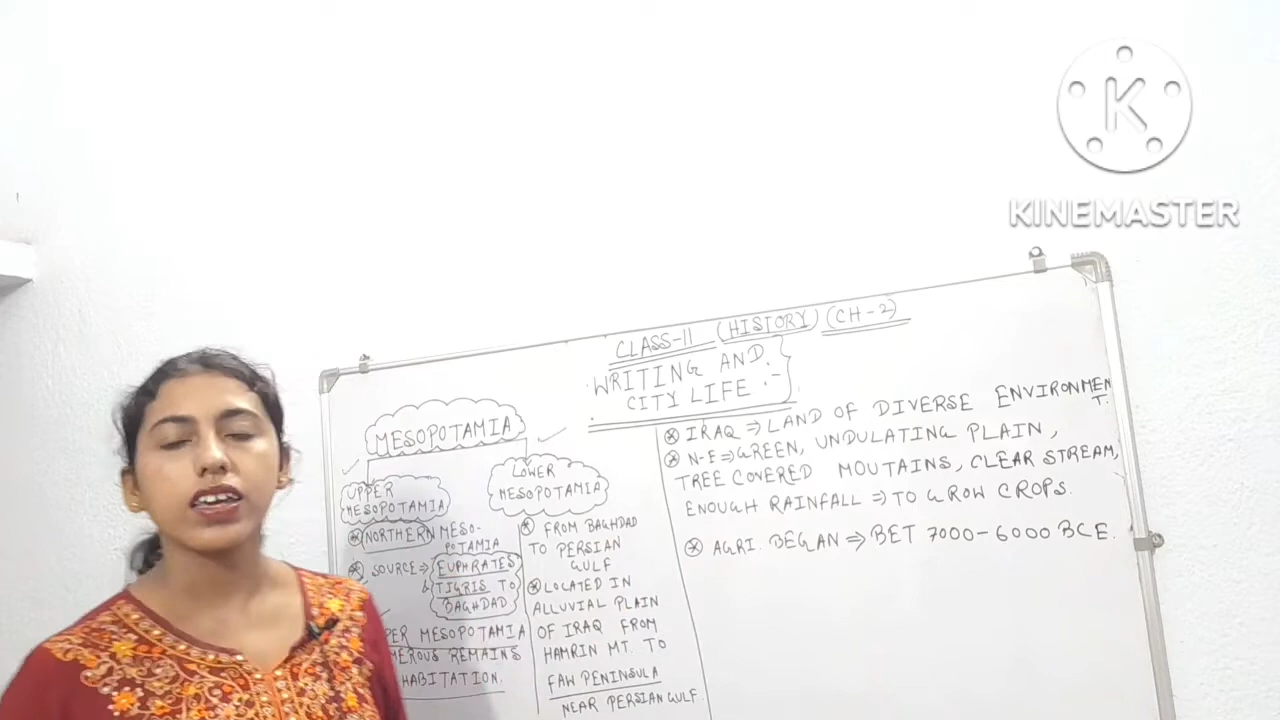 K
KINEMASTER
CLASS-11 (HISTORY) (CH-2)
WRITING AND
CITY LIFE :-
MESOPOTAMIA
UPPER
MESOPOTAMIA
NORTHERN MESO-
POTAMIA
SOURCE ⇒ EUPHRATES
& TIGRIS TO
BAGHDAD
PER MESOPOTAMIA
MEROUS REMAINS
HABITATION.
LOWER
MESOPOTAMIA
FROM BAGHDAD
TO PERSIAN
GULF
LOCATED IN
ALLUVIAL PLAIN
OF IRAQ FROM
HAMRIN MT. TO
FAW PENINSULA
NEAR PERSIAN GULF.
IRAQ ⇒ LAND OF DIVERSE ENVIRONMEN
T.
N-E ⇒ GREEN, UNDULATING PLAIN,
TREE COVERED MOUTAINS, CLEAR STREAM,
ENOUGH RAINFALL ⇒ TO GROW CROPS.
AGRI. BEGAN ⇒ BET 7000-6000 BCE.